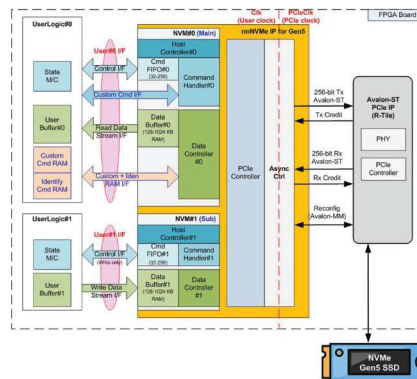 Clk
(User clock)
PCIeClk
(PCIe clock)
FPGA Board
UserLogic#0
User#0 I/F
NVM#0 (Main)
rmNVMe IP for Gen5
Host
Controller#0
State
M/C
Control I/F
Cmd
FIFO#0
(32-256)
Command
Handler#0
Custom Cmd I/F
User
Buffer#0
Read Data
Stream I/F
Data
Buffer#0
(128-1024 KB
RAM)
Data
Controller
#0
Custom
Cmd RAM
Identify
Cmd RAM
Custom + Iden
RAM I/F
PCIe
Controller
Async
Ctrl
256-bit Tx
Avalon-ST
Tx Credit
256-bit Rx
Avalon-ST
Rx Credit
Reconfig
(Avalon-MM)
Avalon-ST
PCIe IP
(R-Tile)
PHY
PCIe
Controller
UserLogic#1
User#1 I/F
NVM#1 (Sub)
Host
Controller#1
State
M/C
Control I/F
(Write only)
Cmd
FIFO#1
(32-256)
Command
Handler#1
User
Buffer#1
Write Data
Stream I/F
Data
Buffer#1
(128-1024 KB
RAM)
Data
Controller
#1
NVMe
Gen5 SSD